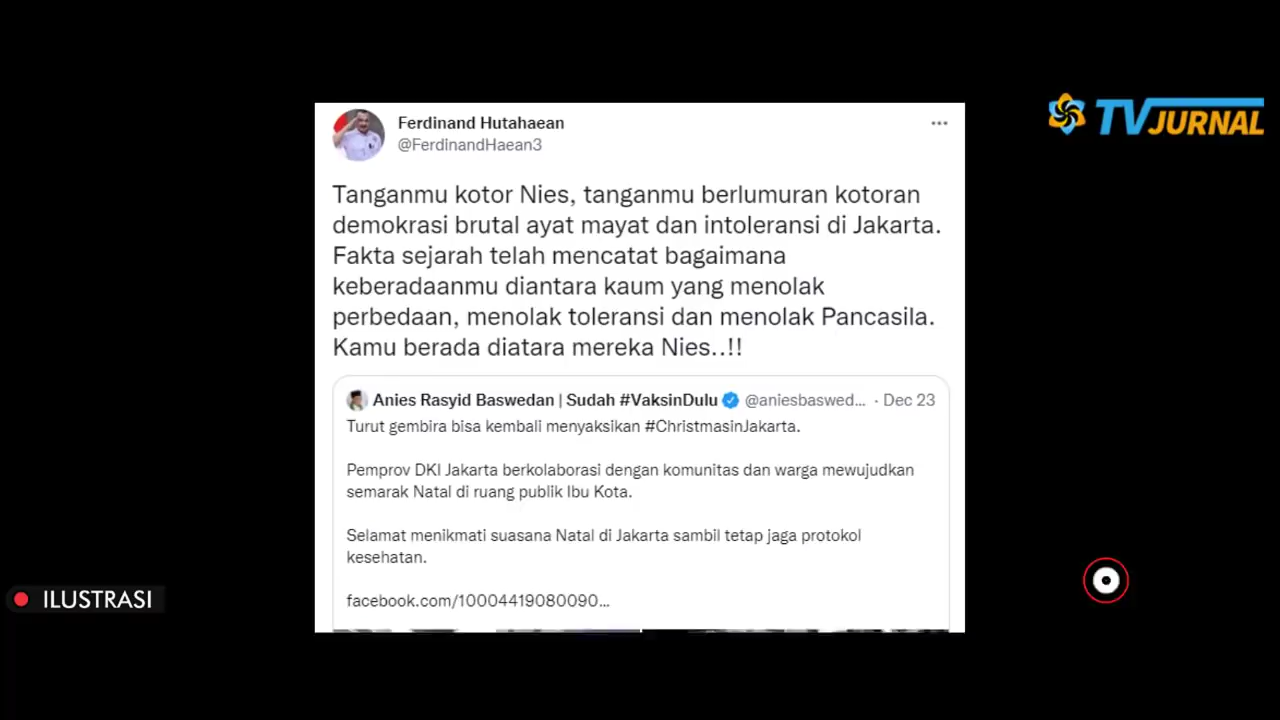 TVJURNAL
Ferdinand Hutahaean
@FerdinandHaean3
Tanganmu kotor Nies, tanganmu berlumuran kotoran
demokrasi brutal ayat mayat dan intoleransi di Jakarta.
Fakta sejarah telah mencatat bagaimana
keberadaanmu diantara kaum yang menolak
perbedaan, menolak toleransi dan menolak Pancasila.
Kamu berada diatara mereka Nies..!!
Anies Rasyid Baswedan | Sudah #VaksinDulu @aniesbaswed... · Dec 23
Turut gembira bisa kembali menyaksikan #ChristmasinJakarta.
Pemprov DKI Jakarta berkolaborasi dengan komunitas dan warga mewujudkan
semarak Natal di ruang publik Ibu Kota.
Selamat menikmati suasana Natal di Jakarta sambil tetap jaga protokol
kesehatan.
facebook.com/10004419080090...
ILUSTRASI